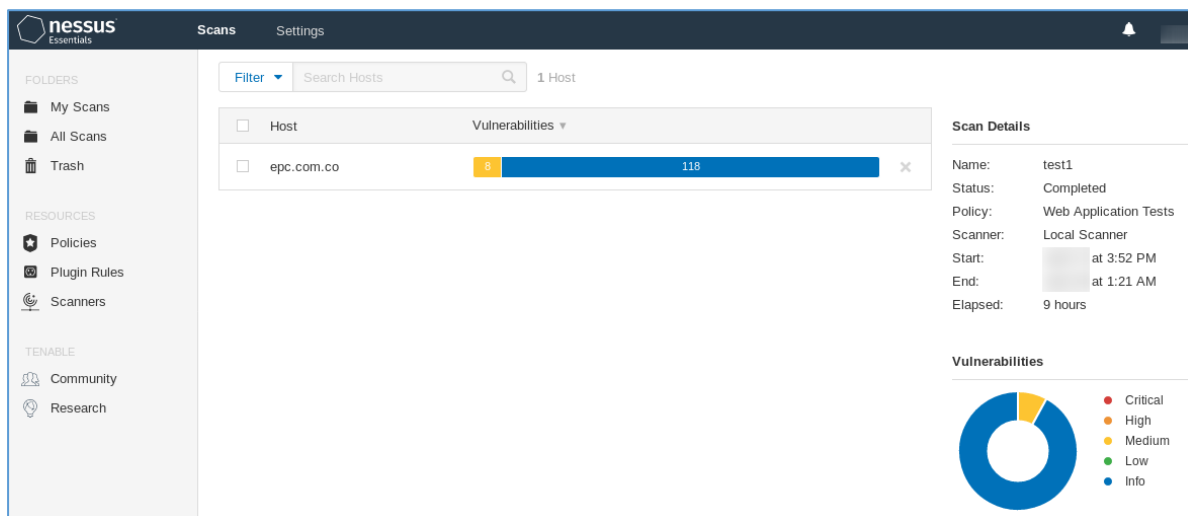 nessus
Essentials
Scans Settings
FOLDERS
My Scans
All Scans
Trash
RESOURCES
Policies
Plugin Rules
Scanners
TENABLE
Community
Research
Filter Search Hosts 1 Host
Host Vulnerabilities
epc.com.co 8 118
Scan Details
Name: test1
Status: Completed
Policy: Web Application Tests
Scanner: Local Scanner
Start: at 3:52 PM
End: at 1:21 AM
Elapsed: 9 hours
Vulnerabilities
Critical
High
Medium
Low
Info